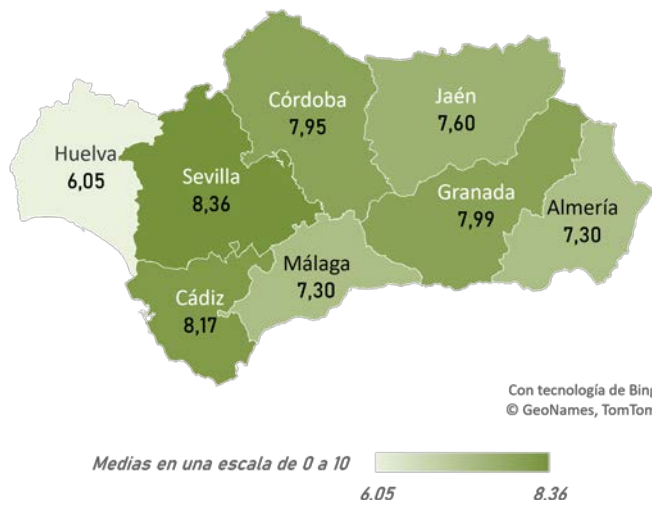 Córdoba
7,95
Jaén
7,60
Huelva
6,05
Sevilla
8,36
Granada
7,99
Almería
7,30
Málaga
7,30
Cádiz
8,17
Con tecnología de Bing
© GeoNames, TomTom
Medias en una escala de 0 a 10
6.05
8.36